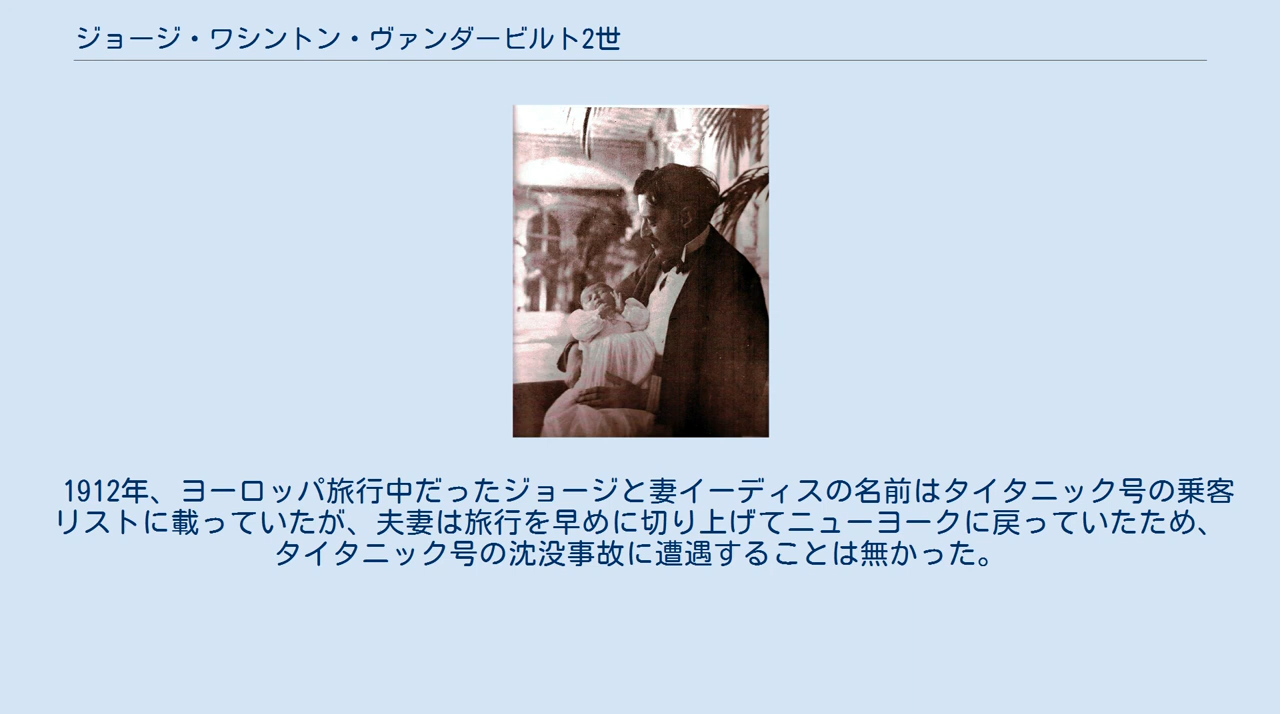 ジョージ・ワシントン・ヴァンダービルト2世
1912年、ヨーロッパ旅行中だったジョージと妻イーディスの名前はタイタニック号の乗客
リストに載っていたが、夫妻は旅行を早めに切り上げてニューヨークに戻っていたため、
タイタニック号の沈没事故に遭遇することは無かった。